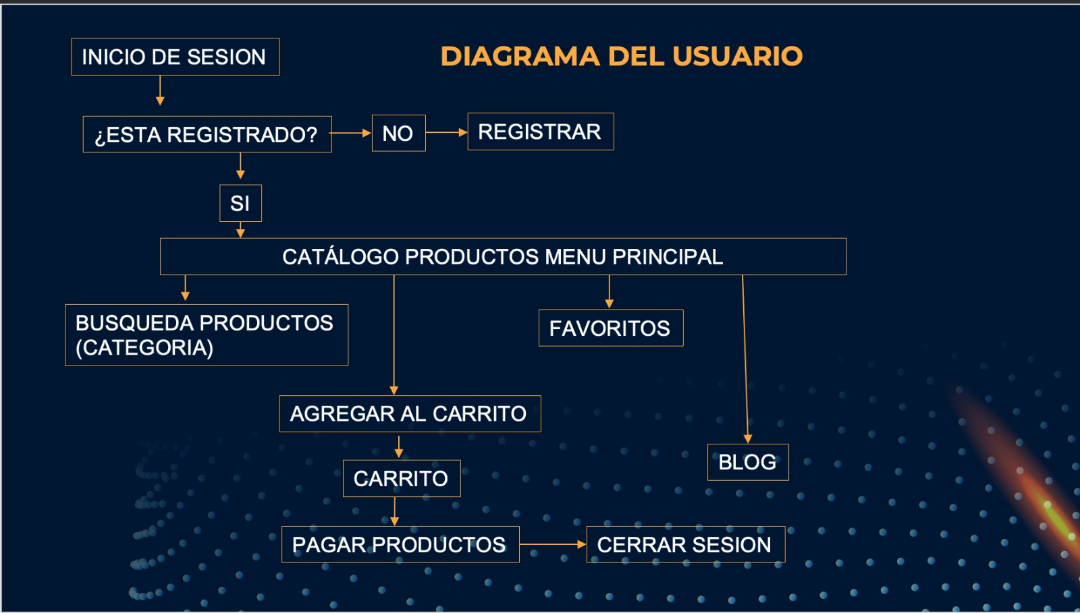 INICIO DE SESION
DIAGRAMA DEL USUARIO
¿ESTA REGISTRADO?
NO
REGISTRAR
SI
CATÁLOGO PRODUCTOS MENU PRINCIPAL
BUSQUEDA PRODUCTOS
(CATEGORIA)
FAVORITOS
AGREGAR AL CARRITO
BLOG
CARRITO
PAGAR PRODUCTOS
CERRAR SESION